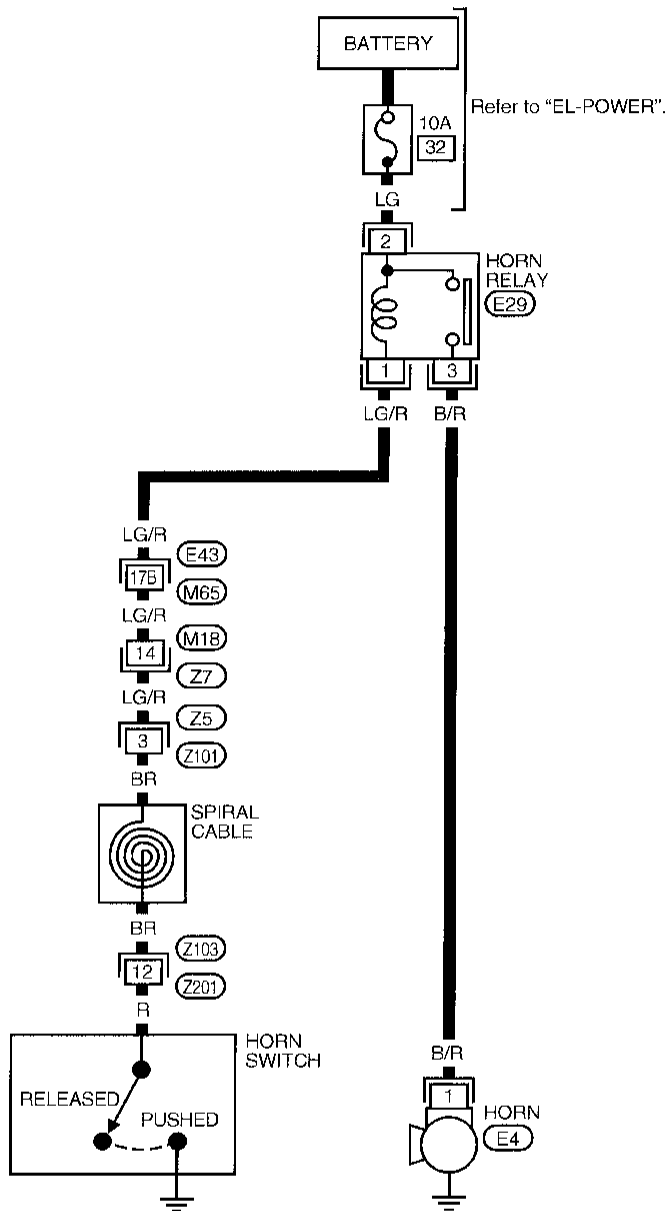 BATTERY
Refer to "EL-POWER".
10A
32
LG
2
HORN
RELAY
E29
1
3
LG/R
B/R
LG/R
17B
E43
M65
LG/R
14
M18
Z7
LG/R
3
Z5
Z101
BR
SPIRAL
CABLE
BR
12
Z103
Z201
R
HORN
SWITCH
RELEASED
PUSHED
B/R
1
HORN
E4